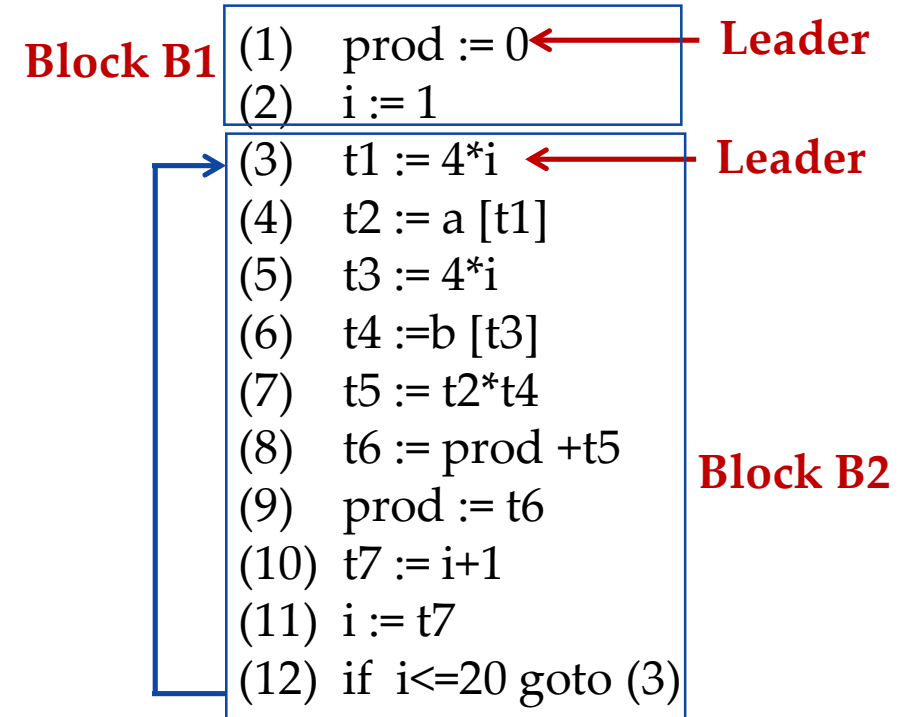 Block B1
(1) prod := 0
Leader
(2) i := 1
(3) t1 := 4*i
Leader
(4) t2 := a [t1]
(5) t3 := 4*i
(6) t4 :=b [t3]
(7) t5 := t2*t4
(8) t6 := prod +t5
Block B2
(9) prod := t6
(10) t7 := i+1
(11) i := t7
(12) if i<=20 goto (3)